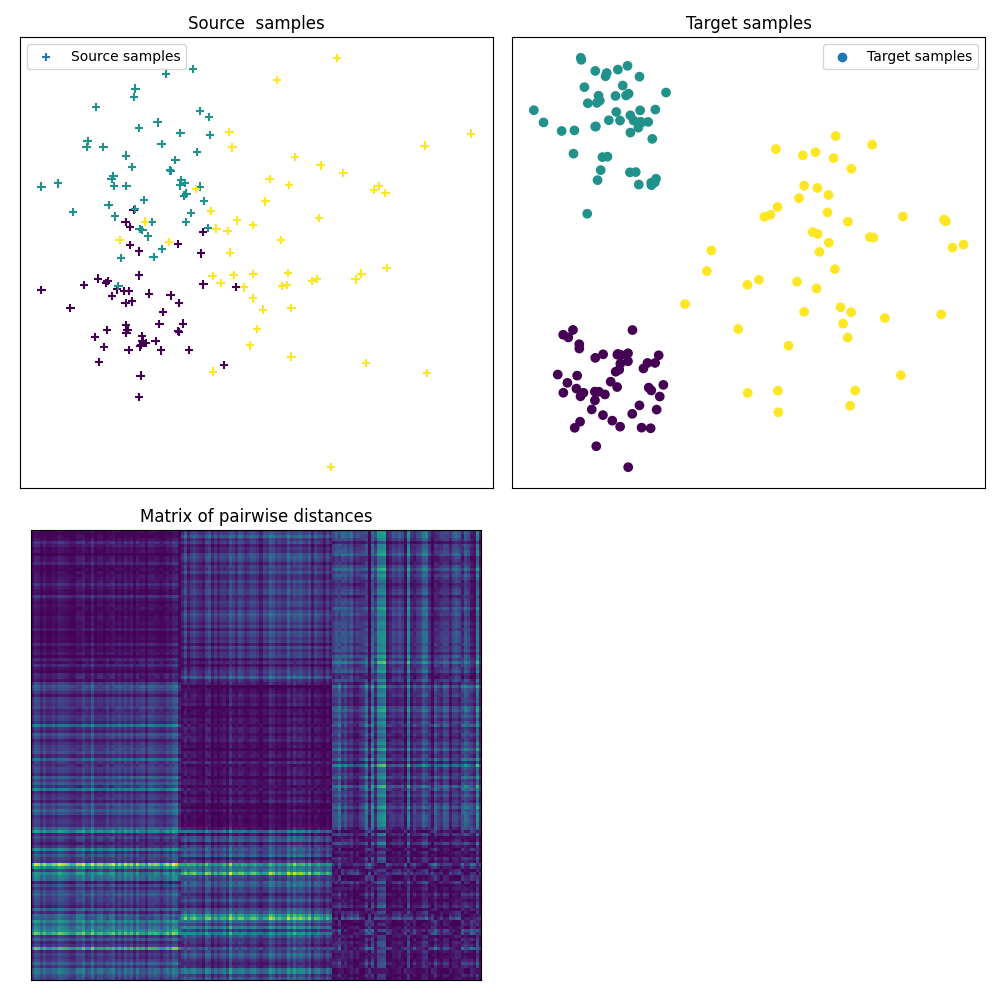 Source  samples
Source samples
Target samples
Target samples
Matrix of pairwise distances